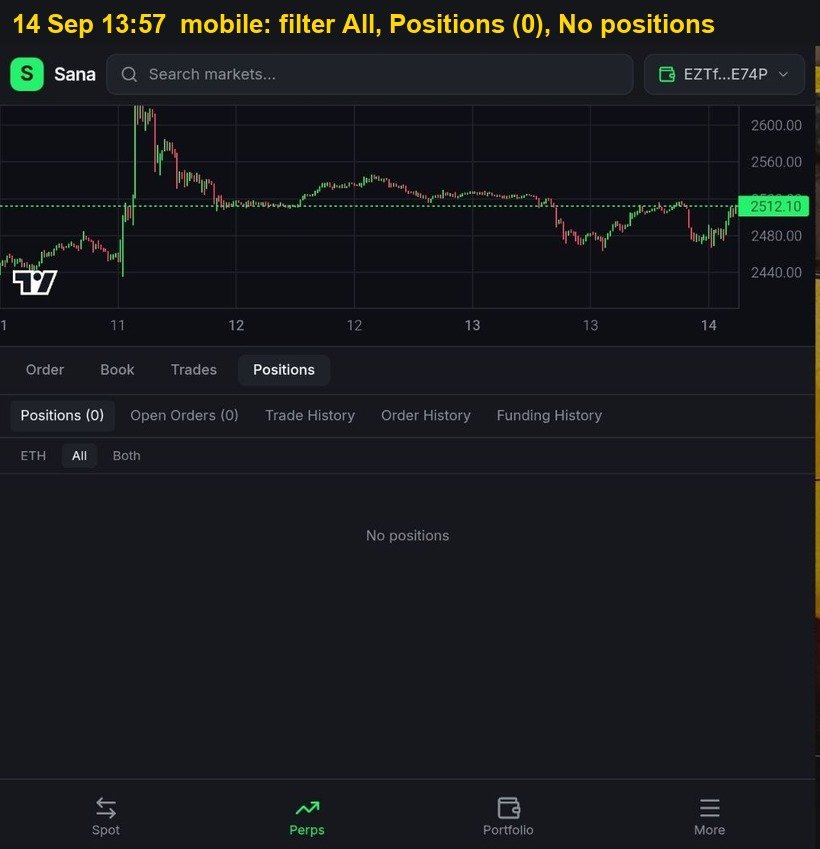 14 Sep 13:57 mobile: filter All, Positions (0), No positions
S Sana Search markets... EZTf...E74P
2600.00
2560.00
2512.10
2480.00
2440.00
1 11 12 12 13 13 14
Order Book Trades Positions
Positions (0) Open Orders (0) Trade History Order History Funding History
ETH All Both
No positions
Spot Perps Portfolio More